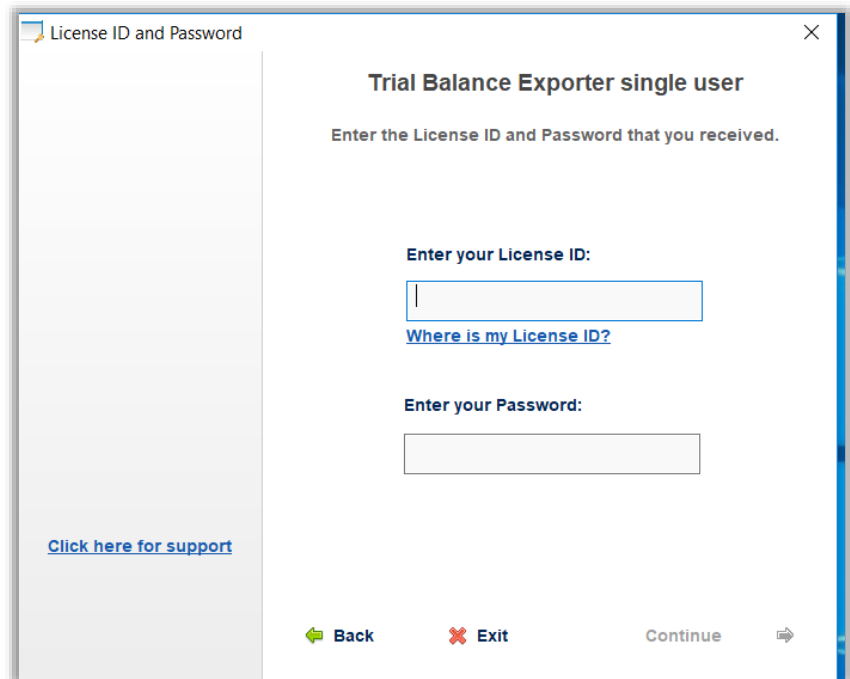 License ID and Password
Trial Balance Exporter single user
Enter the License ID and Password that you received.
Enter your License ID:
Where is my License ID?
Enter your Password:
Click here for support
Back Exit Continue